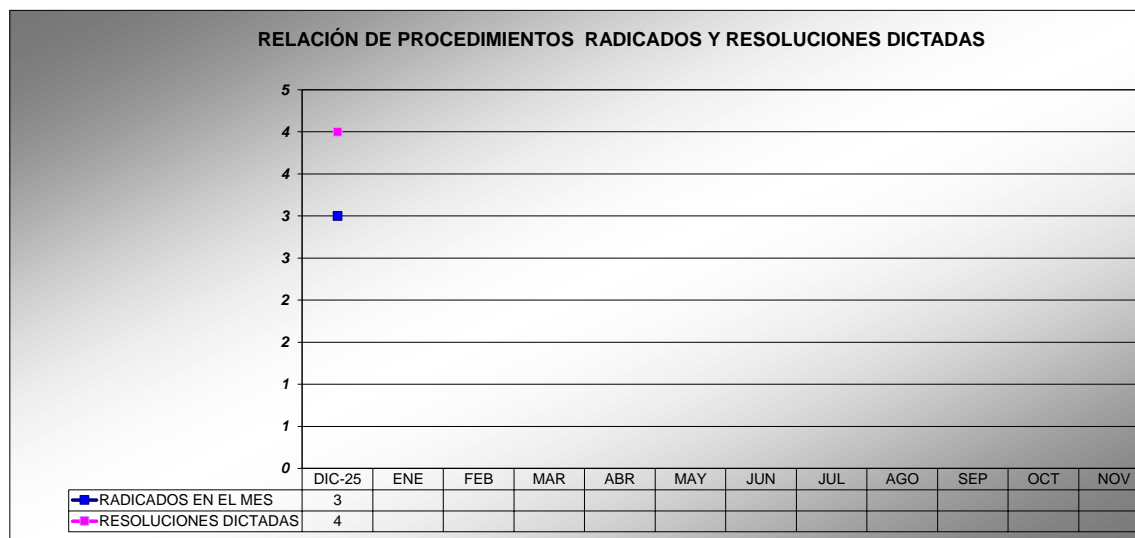 RELACIÓN DE PROCEDIMIENTOS  RADICADOS Y RESOLUCIONES DICTADAS
5
4
4
3
3
2
2
1
1
0
DIC-25 ENE FEB MAR ABR MAY JUN JUL AGO SEP OCT NOV
RADICADOS EN EL MES 3
RESOLUCIONES DICTADAS 4